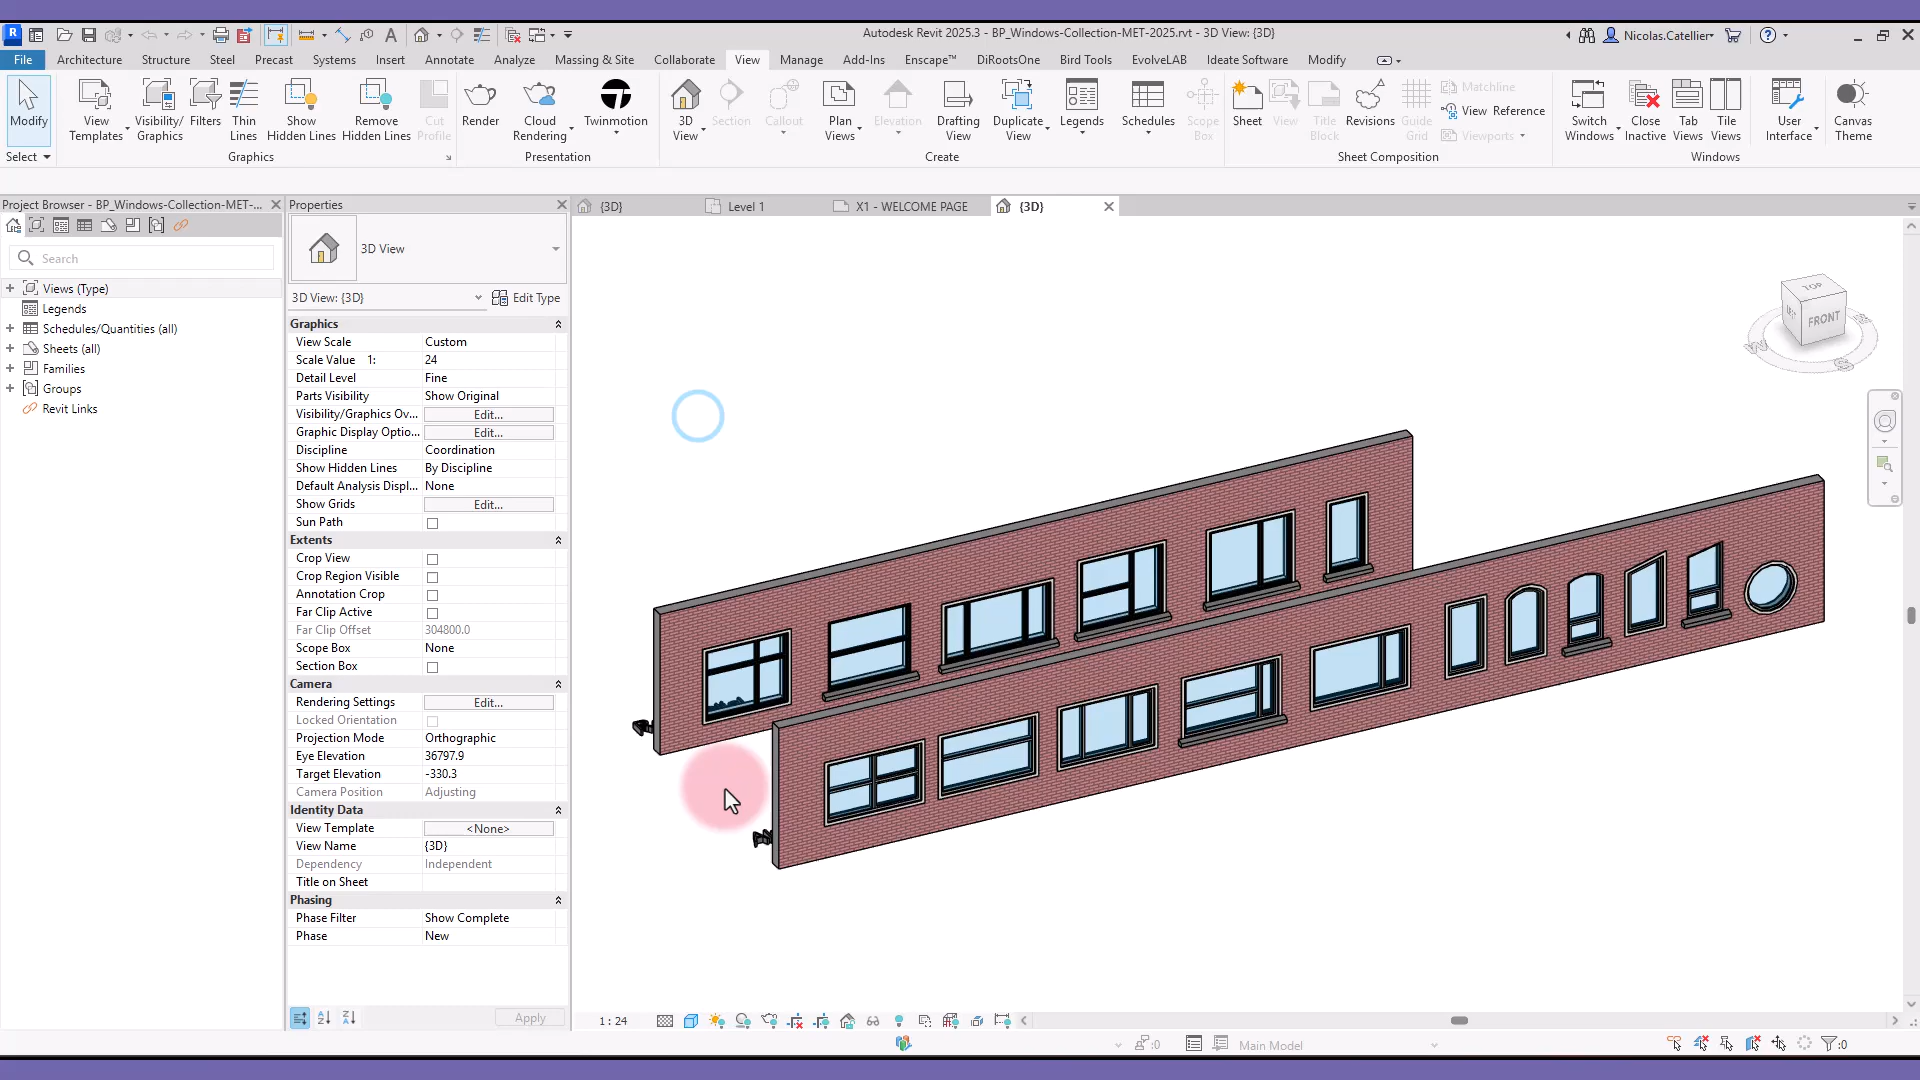 Autodesk Revit 2025.3 - BP_Windows-Collection-MET-2025.rvt - 3D View: {3D}
Nicolas.Catellier
File Architecture Structure Steel Precast Systems Insert Annotate Analyze Massing & Site Collaborate View Manage Add-Ins Enscape™ DiRootsOne Bird Tools EvolveLAB Ideate Software Modify
Modify
View Templates
Visibility/ Graphics
Filters
Thin Lines
Show Hidden Lines
Remove Hidden Lines
Cut Profile
Render
Cloud Rendering
Twinmotion
3D View
Section
Callout
Plan Views
Elevation
Drafting View
Duplicate View
Legends
Schedules
Scope Box
Sheet
View
Title Block
Revisions
Guide Grid
Matchline
View Reference
Viewports
Switch Windows
Close Inactive
Tab Views
Tile Views
User Interface
Canvas Theme
Select
Graphics
Presentation
Create
Sheet Composition
Windows
Project Browser - BP_Windows-Collection-MET-...
Search
Views (Type)
Legends
Schedules/Quantities (all)
Sheets (all)
Families
Groups
Revit Links
Properties
3D View
3D View: {3D}
Edit Type
Graphics
View Scale Custom
Scale Value 1: 24
Detail Level Fine
Parts Visibility Show Original
Visibility/Graphics Ov... Edit...
Graphic Display Optio... Edit...
Discipline Coordination
Show Hidden Lines By Discipline
Default Analysis Displ... None
Show Grids Edit...
Sun Path
Extents
Crop View
Crop Region Visible
Annotation Crop
Far Clip Active
Far Clip Offset 304800.0
Scope Box None
Section Box
Camera
Rendering Settings Edit...
Locked Orientation
Projection Mode Orthographic
Eye Elevation 36797.9
Target Elevation -330.3
Camera Position Adjusting
Identity Data
View Template <None>
View Name {3D}
Dependency Independent
Title on Sheet
Phasing
Phase Filter Show Complete
Phase New
Apply
{3D}
Level 1
X1 - WELCOME PAGE
{3D}
TOP
FRONT
1 : 24
:0
Main Model
:0